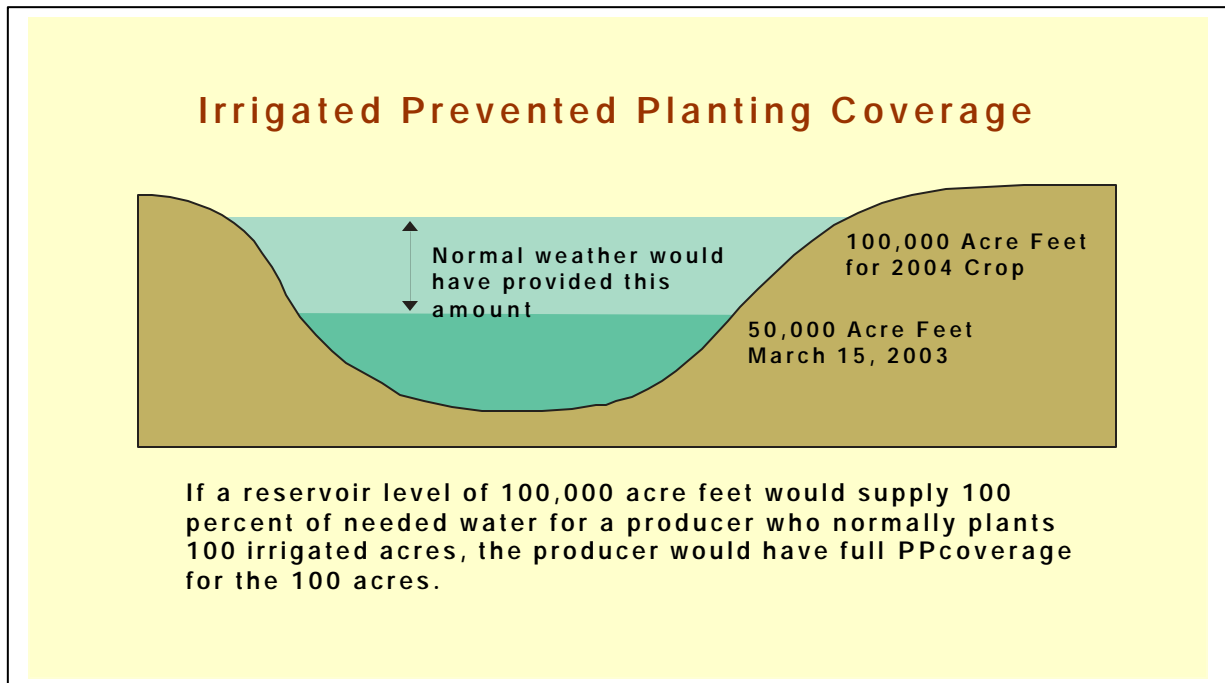 Irrigated Prevented Planting Coverage
Normal weather would
have provided this
amount
100,000 Acre Feet
for 2004 Crop
50,000 Acre Feet
March 15, 2003
If a reservoir level of 100,000 acre feet would supply 100
percent of needed water for a producer who normally plants
100 irrigated acres, the producer would have full PPcoverage
for the 100 acres.